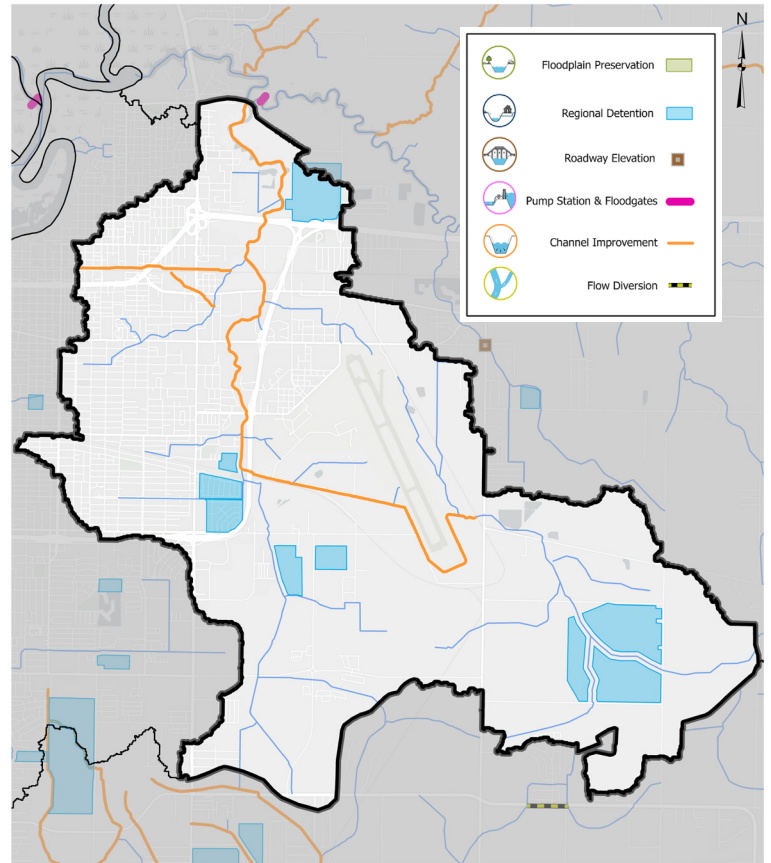 N
Floodplain Preservation
Regional Detention
Roadway Elevation
Pump Station & Floodgates
Channel Improvement
Flow Diversion